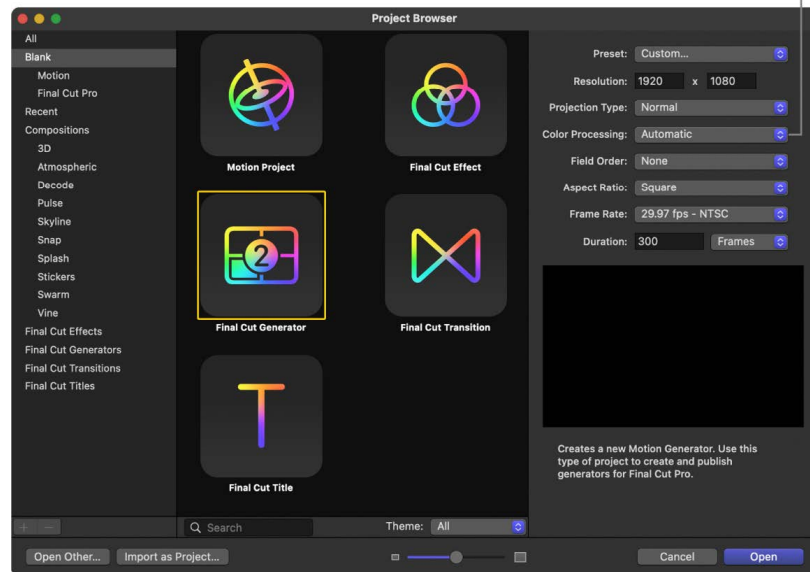 Project Browser
All
Blank
Motion
Final Cut Pro
Recent
Compositions
3D
Atmospheric
Decode
Pulse
Skyline
Snap
Splash
Stickers
Swarm
Vine
Final Cut Effects
Final Cut Generators
Final Cut Transitions
Final Cut Titles
Motion Project
Final Cut Effect
2
Final Cut Generator
Final Cut Transition
T
Final Cut Title
Search
Theme: All
Preset: Custom...
Resolution: 1920 x 1080
Projection Type: Normal
Color Processing: Automatic
Field Order: None
Aspect Ratio: Square
Frame Rate: 29.97 fps - NTSC
Duration: 300 Frames
Creates a new Motion Generator. Use this
type of project to create and publish
generators for Final Cut Pro.
Open Other...
Import as Project...
Cancel
Open